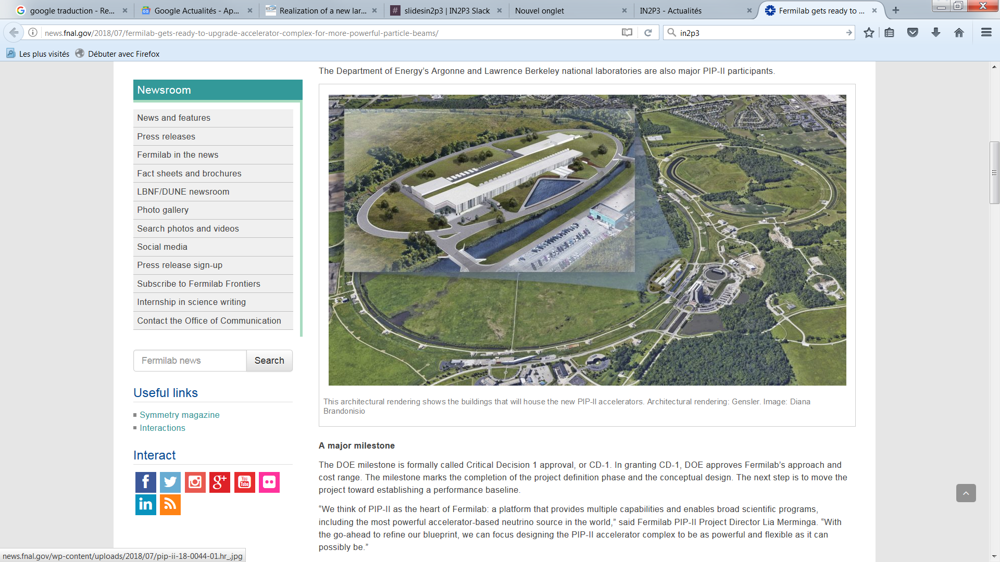 google traduction - Re...
Google Actualités - Ap...
Realization of a new lar...
slidesin2p3 | IN2P3 Slack
Nouvel onglet
IN2P3 - Actualités
Fermilab gets ready to ...
news.fnal.gov/2018/07/fermilab-gets-ready-to-upgrade-accelerator-complex-for-more-powerful-particle-beams/
in2p3
Les plus visités
Débuter avec Firefox
Newsroom
News and features
Press releases
Fermilab in the news
Fact sheets and brochures
LBNF/DUNE newsroom
Photo gallery
Search photos and videos
Social media
Press release sign-up
Subscribe to Fermilab Frontiers
Internship in science writing
Contact the Office of Communication
Fermilab news
Search
Useful links
Symmetry magazine
Interactions
Interact
f
g+
You
Tube
in
The Department of Energy’s Argonne and Lawrence Berkeley national laboratories are also major PIP-II participants.
This architectural rendering shows the buildings that will house the new PIP-II accelerators. Architectural rendering: Gensler. Image: Diana
Brandonisio
A major milestone
The DOE milestone is formally called Critical Decision 1 approval, or CD-1. In granting CD-1, DOE approves Fermilab’s approach and
cost range. The milestone marks the completion of the project definition phase and the conceptual design. The next step is to move the
project toward establishing a performance baseline.
“We think of PIP-II as the heart of Fermilab: a platform that provides multiple capabilities and enables broad scientific programs,
including the most powerful accelerator-based neutrino source in the world,” said Fermilab PIP-II Project Director Lia Merminga. “With
the go-ahead to refine our blueprint, we can focus designing the PIP-II accelerator complex to be as powerful and flexible as it can
possibly be.”
news.fnal.gov/wp-content/uploads/2018/07/pip-ii-18-0044-01.hr_.jpg